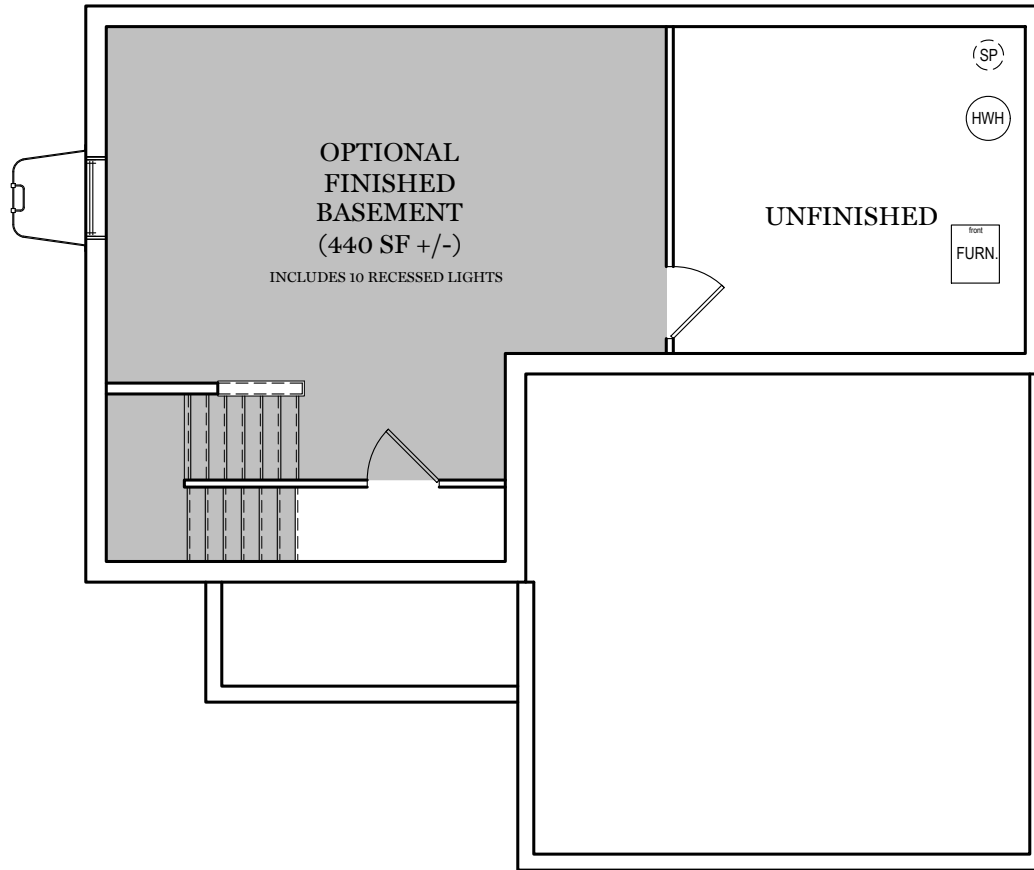 OPTIONAL
FINISHED
BASEMENT
(440 SF +/-)
INCLUDES 10 RECESSED LIGHTS
UNFINISHED
SP
HWH
front
FURN.